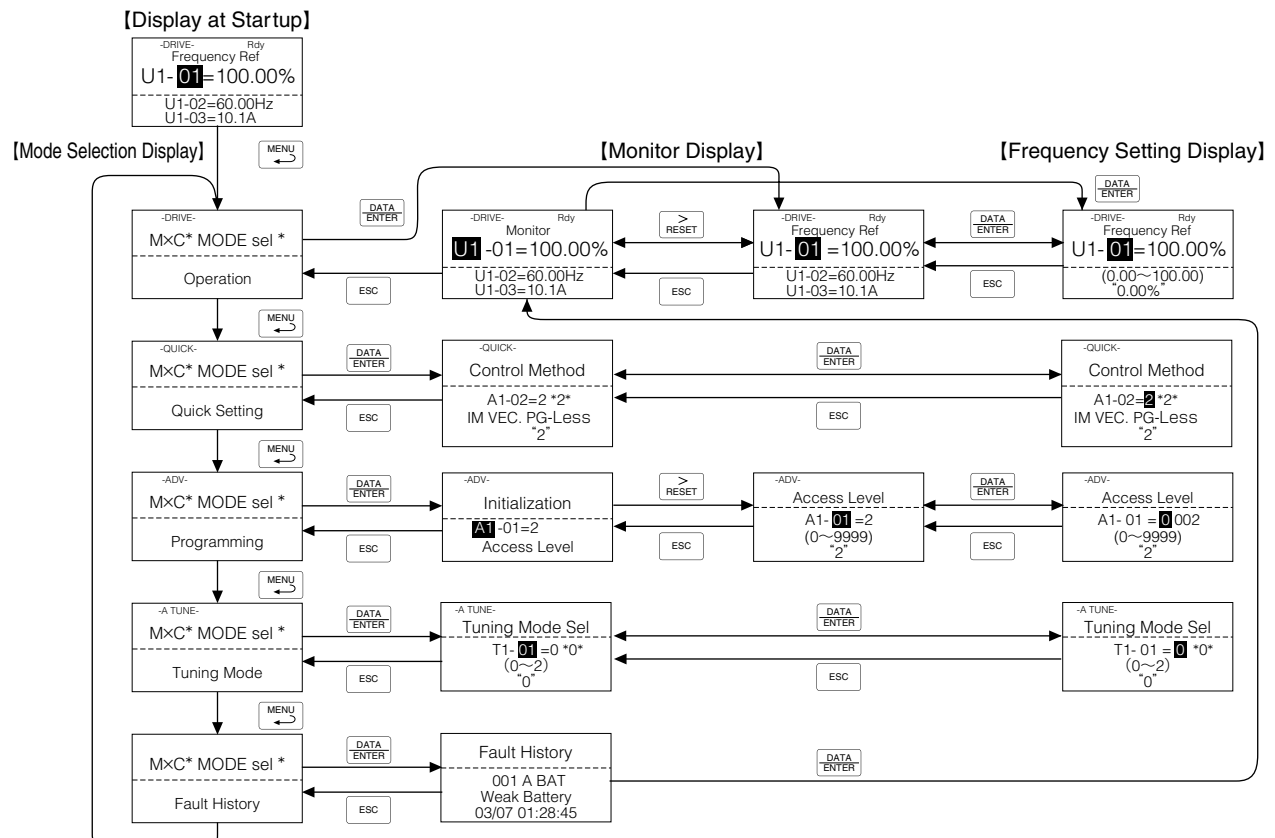 【Display at Startup】
-DRIVE- Rdy
Frequency Ref
U1- 01=100.00%
U1-02=60.00Hz
U1-03=10.1A
【Mode Selection Display】
MENU
【Monitor Display】
【Frequency Setting Display】
DATA
ENTER
DATA
ENTER
-DRIVE-
M×C* MODE sel *
Operation
ESC
-DRIVE- Rdy
Monitor
U1 -01=100.00%
U1-02=60.00Hz
U1-03=10.1A
>
RESET
ESC
-DRIVE- Rdy
Frequency Ref
U1- 01=100.00%
U1-02=60.00Hz
U1-03=10.1A
DATA
ENTER
ESC
-DRIVE- Rdy
Frequency Ref
U1- 01=100.00%
(0.00～100.00)
“0.00%”
MENU
-QUICK-
M×C* MODE sel *
Quick Setting
DATA
ENTER
ESC
-QUICK-
Control Method
A1-02=2 *2*
IM VEC. PG-Less
“2”
DATA
ENTER
ESC
-QUICK-
Control Method
A1-02=2 *2*
IM VEC. PG-Less
“2”
MENU
-ADV-
M×C* MODE sel *
Programming
DATA
ENTER
ESC
-ADV-
Initialization
A1 -01=2
Access Level
>
RESET
ESC
-ADV-
Access Level
A1- 01 =2
(0～9999)
“2”
DATA
ENTER
ESC
-ADV-
Access Level
A1- 01 = 0 002
(0～9999)
“2”
MENU
-A TUNE-
M×C* MODE sel *
Tuning Mode
DATA
ENTER
ESC
-A TUNE-
Tuning Mode Sel
T1- 01 =0 *0*
(0～2)
“0”
DATA
ENTER
ESC
-A TUNE-
Tuning Mode Sel
T1- 01 = 0 *0*
(0～2)
“0”
MENU
M×C* MODE sel *
Fault History
DATA
ENTER
ESC
Fault History
001 A BAT
Weak Battery
03/07 01:28:45
DATA
ENTER